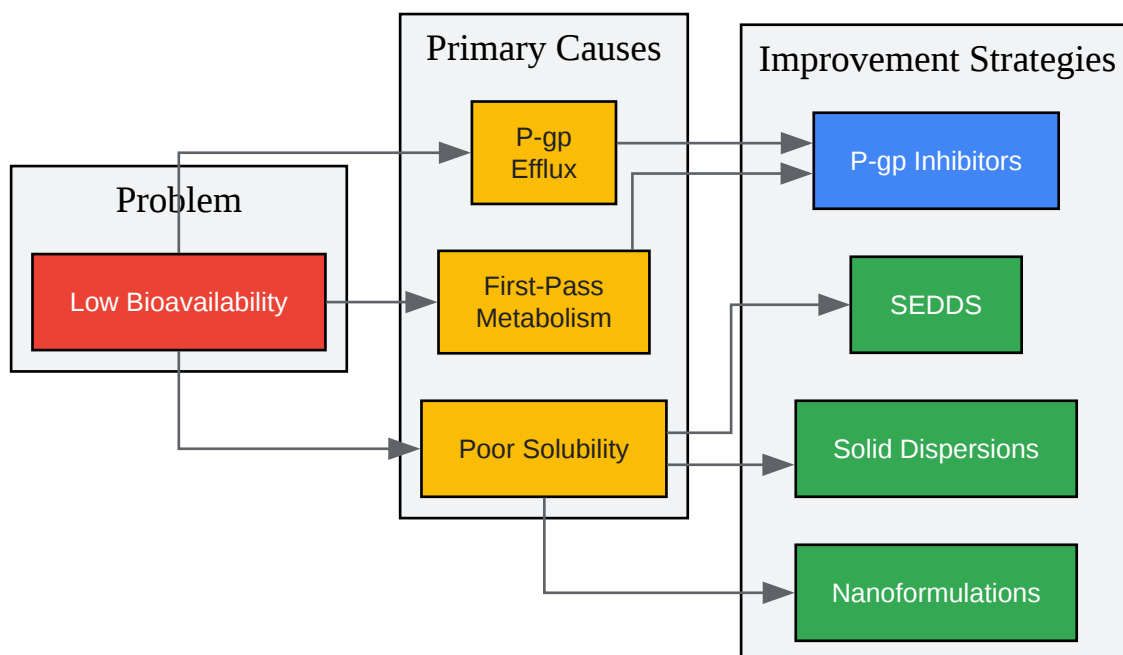 Problem
Low Bioavailability
Primary Causes
P-gp
Efflux
First-Pass
Metabolism
Poor Solubility
Improvement Strategies
P-gp Inhibitors
SEDDS
Solid Dispersions
Nanoformulations